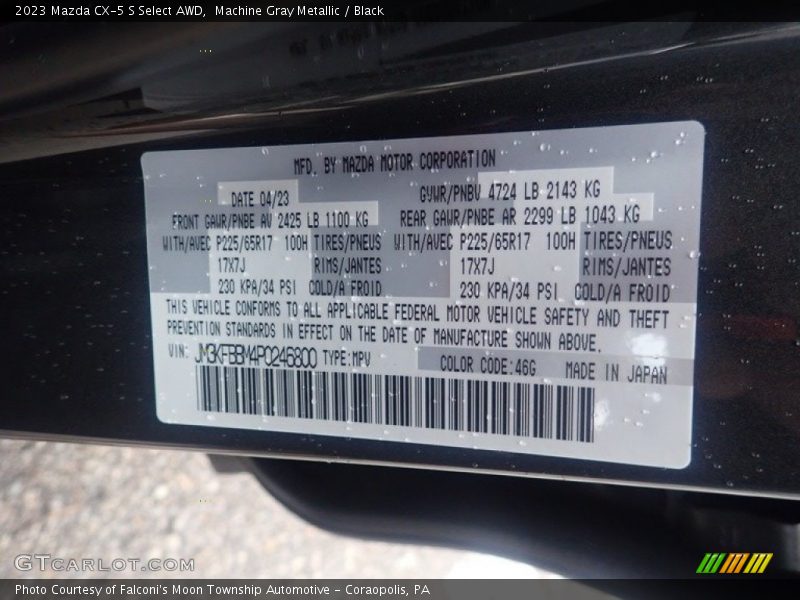 2023 Mazda CX-5 S Select AWD,  Machine Gray Metallic / Black
MFD. BY MAZDA MOTOR CORPORATION
DATE 04/23 GVWR/PNBV 4724 LB 2143 KG
FRONT GAWR/PNBE AV 2425 LB 1100 KG REAR GAWR/PNBE AR 2299 LB 1043 KG
WITH/AVEC P225/65R17 100H TIRES/PNEUS WITH/AVEC P225/65R17 100H TIRES/PNEUS
17X7J RIMS/JANTES 17X7J RIMS/JANTES
230 KPA/34 PSI COLD/A FROID 230 KPA/34 PSI COLD/A FROID
THIS VEHICLE CONFORMS TO ALL APPLICABLE FEDERAL MOTOR VEHICLE SAFETY AND THEFT
PREVENTION STANDARDS IN EFFECT ON THE DATE OF MANUFACTURE SHOWN ABOVE.
VIN: JM3KFBBM4P0246800 TYPE:MPV COLOR CODE:46G MADE IN JAPAN
GTCARLOT.COM
Photo Courtesy of Falconi's Moon Township Automotive - Coraopolis, PA